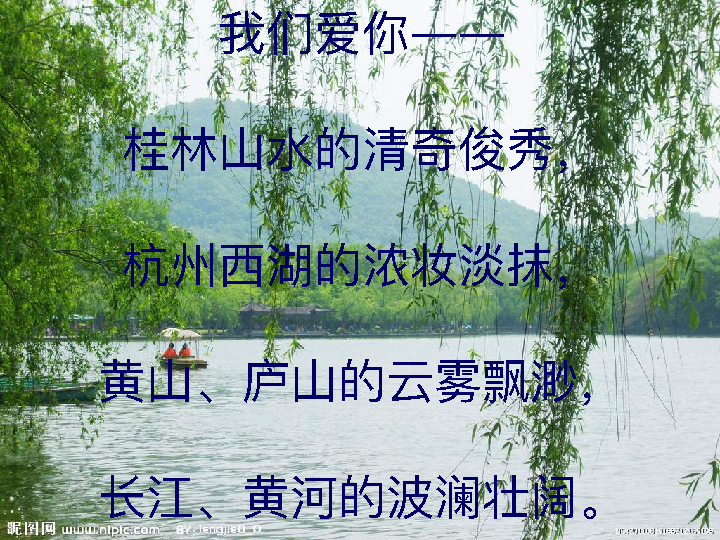 我们爱你——
桂林山水的清奇俊秀，
杭州西湖的浓妆淡抹，
黄山、庐山的云雾飘渺，
长江、黄河的波澜壮阔。
昵图网 www.nipic.com BY: fengjie0_0